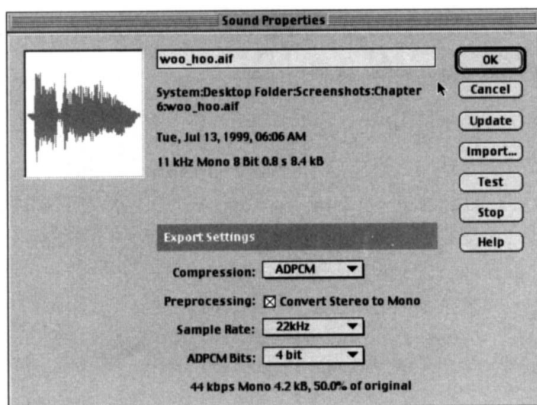 Sound Properties
woo_hoo.aif
OK
System:Desktop Folder:Screenshots:Chapter
6:woo_hoo.aif
Cancel
Tue, Jul 13, 1999, 06:06 AM
Update
11 kHz Mono 8 Bit 0.8 s 8.4 kB
Import...
Test
Stop
Export Settings
Help
Compression: ADPCM
Preprocessing: Convert Stereo to Mono
Sample Rate: 22kHz
ADPCM Bits: 4 bit
44 kbps Mono 4.2 kB, 50.0% of original